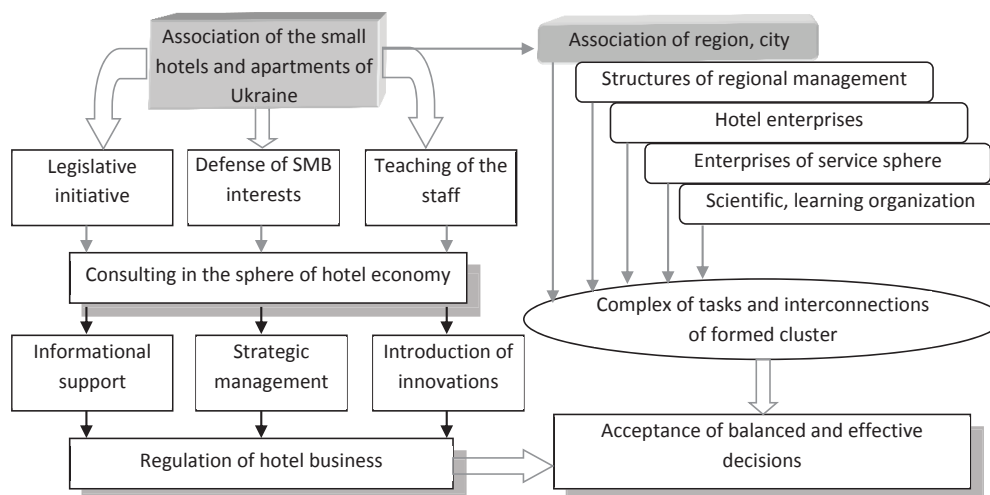 Association of the small
hotels and apartments of
Ukraine
Association of region, city
Structures of regional management
Hotel enterprises
Enterprises of service sphere
Scientific, learning organization
Legislative
initiative
Defense of SMB
interests
Teaching of the
staff
Consulting in the sphere of hotel economy
Complex of tasks and interconnections
of formed cluster
Informational
support
Strategic
management
Introduction of
innovations
Regulation of hotel business
Acceptance of balanced and effective
decisions